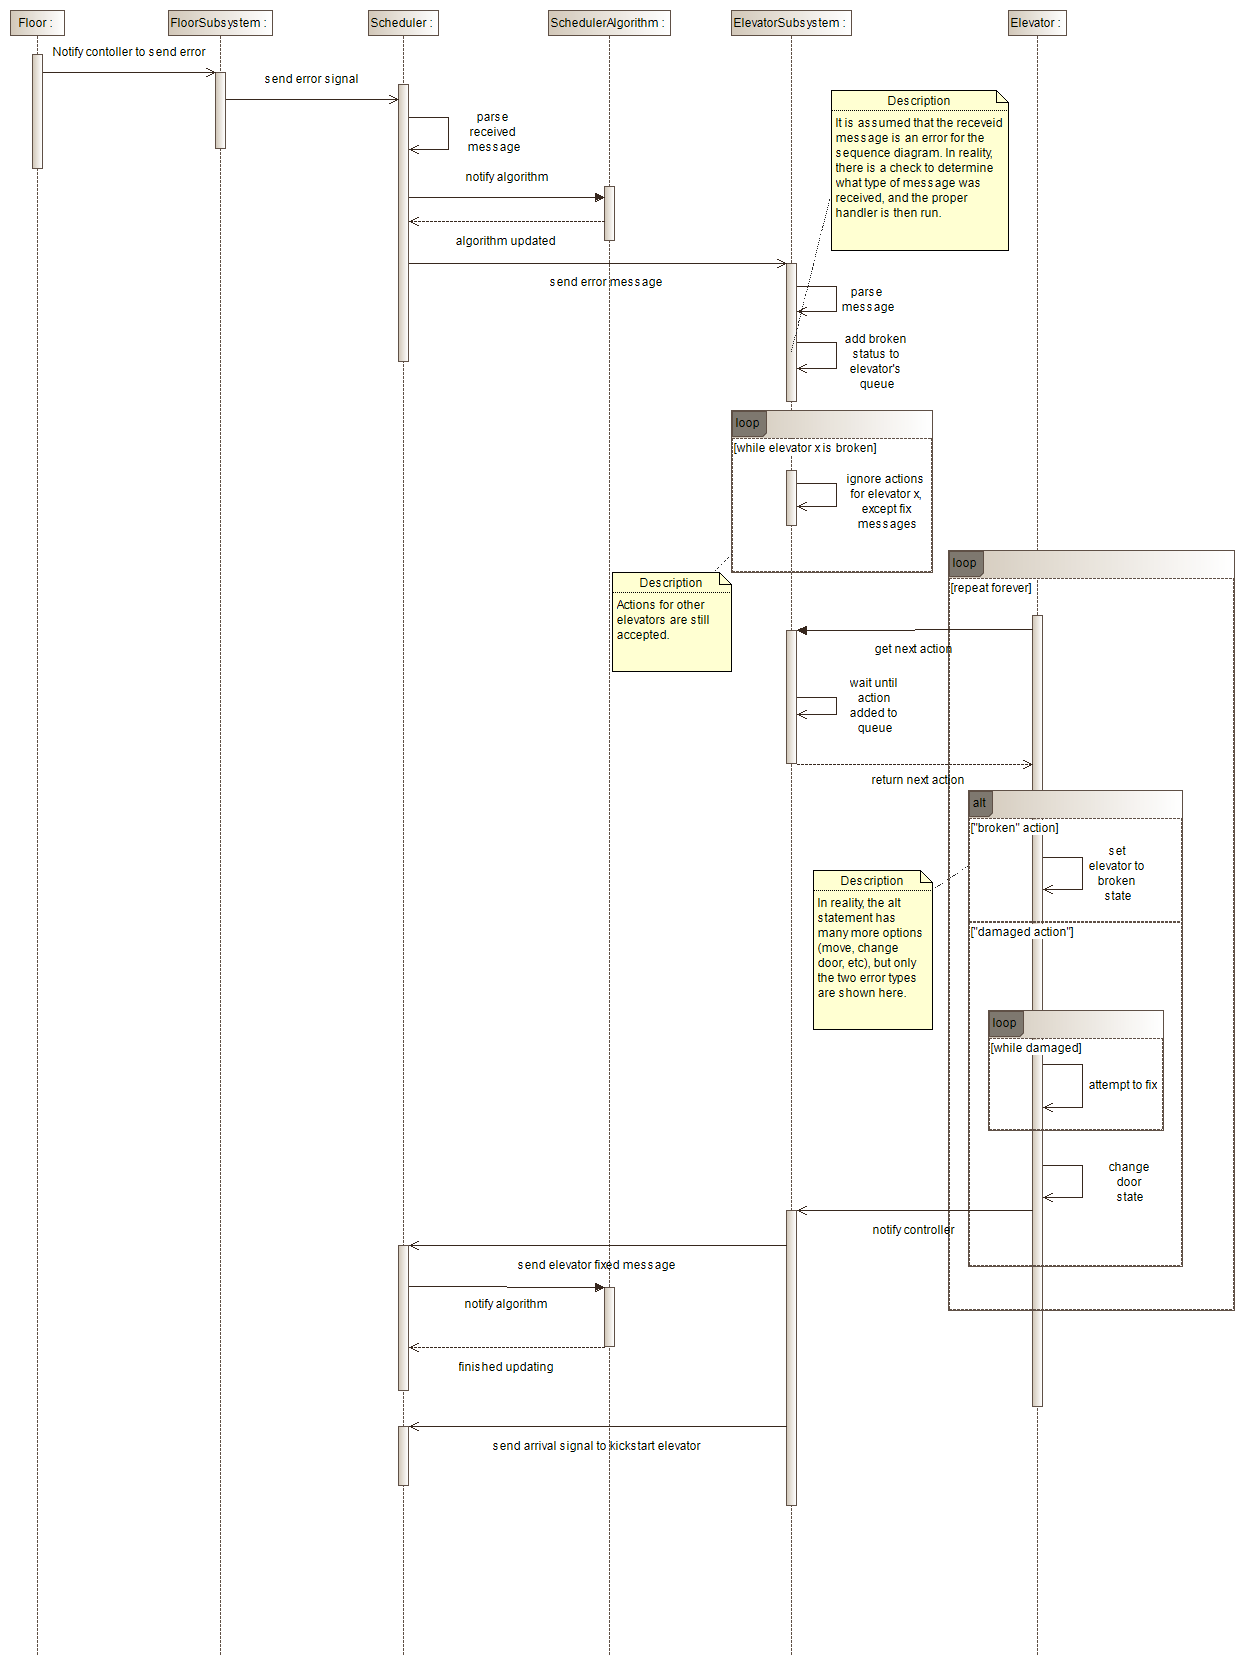 Floor :
FloorSubsystem :
Scheduler :
SchedulerAlgorithm :
ElevatorSubsystem :
Elevator :
Notify contoller to send error
send error signal
parse
received
message
notify algorithm
algorithm updated
send error message
Description
It is assumed that the receveid
message is an error for the
sequence diagram. In reality,
there is a check to determine
what type of message was
received, and the proper
handler is then run.
parse
message
add broken
status to
elevator's
queue
loop
[while elevator x is broken]
ignore actions
for elevator x,
except fix
messages
Description
Actions for other
elevators are still
accepted.
loop
[repeat forever]
get next action
wait until
action
added to
queue
return next action
alt
["broken" action]
set
elevator to
broken
state
Description
In reality, the alt
statement has
many more options
(move, change
door, etc), but only
the two error types
are shown here.
["damaged action"]
loop
[while damaged]
attempt to fix
change
door
state
notify controller
send elevator fixed message
notify algorithm
finished updating
send arrival signal to kickstart elevator